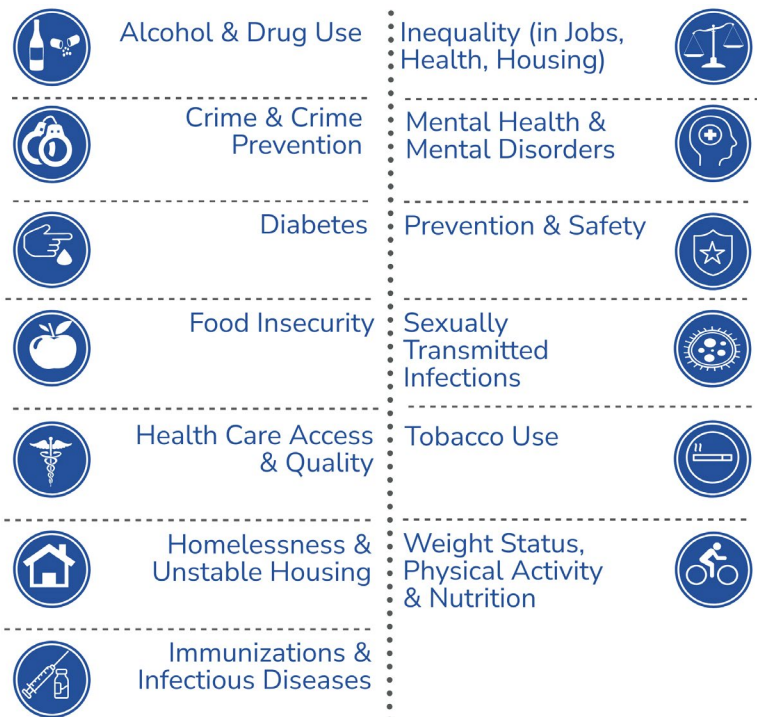 Alcohol & Drug Use
Crime & Crime
Prevention
Diabetes
Food Insecurity
Health Care Access
& Quality
Homelessness &
Unstable Housing
Immunizations &
Infectious Diseases
Inequality (in Jobs,
Health, Housing)
Mental Health &
Mental Disorders
Prevention & Safety
Sexually
Transmitted
Infections
Tobacco Use
Weight Status,
Physical Activity
& Nutrition